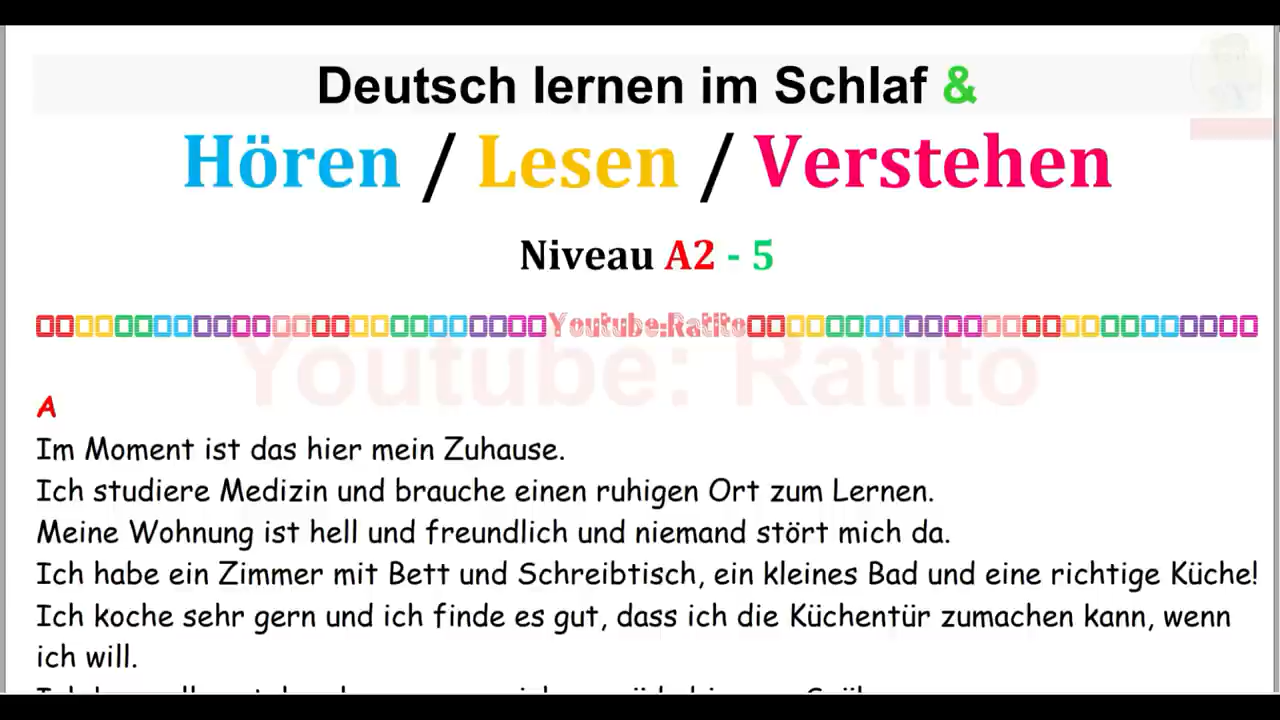 Deutsch lernen im Schlaf &
Hören / Lesen / Verstehen
Niveau A2 - 5
Youtube:Ratito
Youtube: Ratito
A
Im Moment ist das hier mein Zuhause.
Ich studiere Medizin und brauche einen ruhigen Ort zum Lernen.
Meine Wohnung ist hell und freundlich und niemand stört mich da.
Ich habe ein Zimmer mit Bett und Schreibtisch, ein kleines Bad und eine richtige Küche!
Ich koche sehr gern und ich finde es gut, dass ich die Küchentür zumachen kann, wenn
ich will.